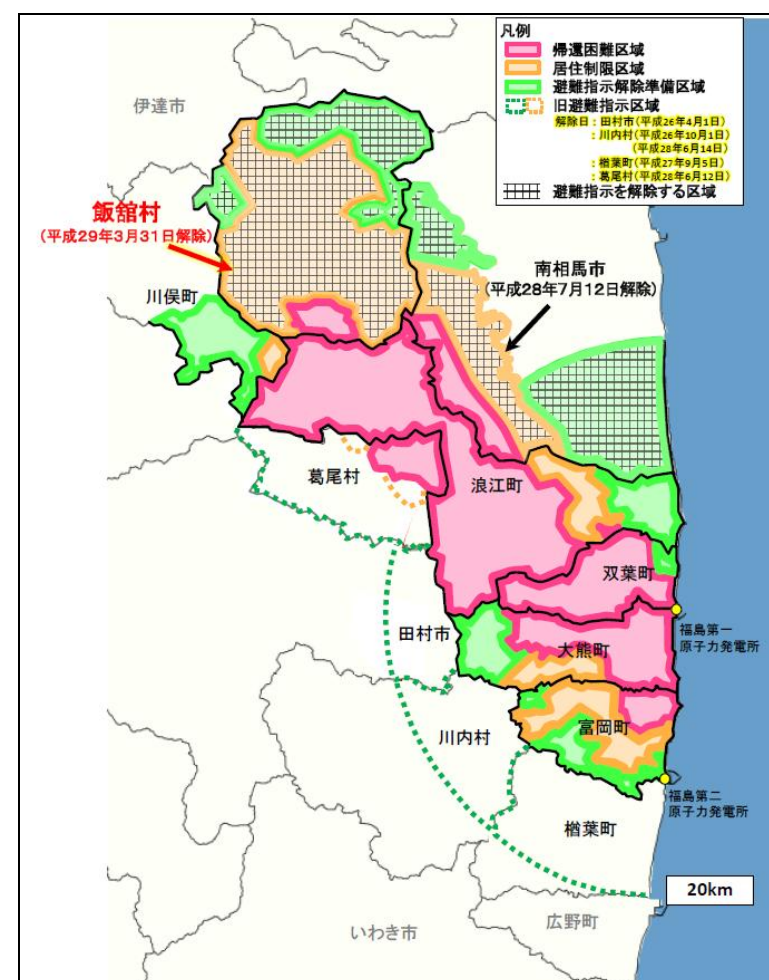 凡例
帰還困難区域
居住制限区域
避難指示解除準備区域
旧避難指示区域
解除日：田村市(平成26年4月1日)
：川内村(平成26年10月1日)
(平成28年6月14日)
：楢葉町(平成27年9月5日)
：葛尾村(平成28年6月12日)
避難指示を解除する区域
伊達市
飯舘村
(平成29年3月31日解除)
南相馬市
(平成28年7月12日解除)
川俣町
葛尾村
浪江町
双葉町
福島第一
原子力発電所
田村市
大熊町
川内村
富岡町
福島第二
原子力発電所
楢葉町
20km
広野町
いわき市